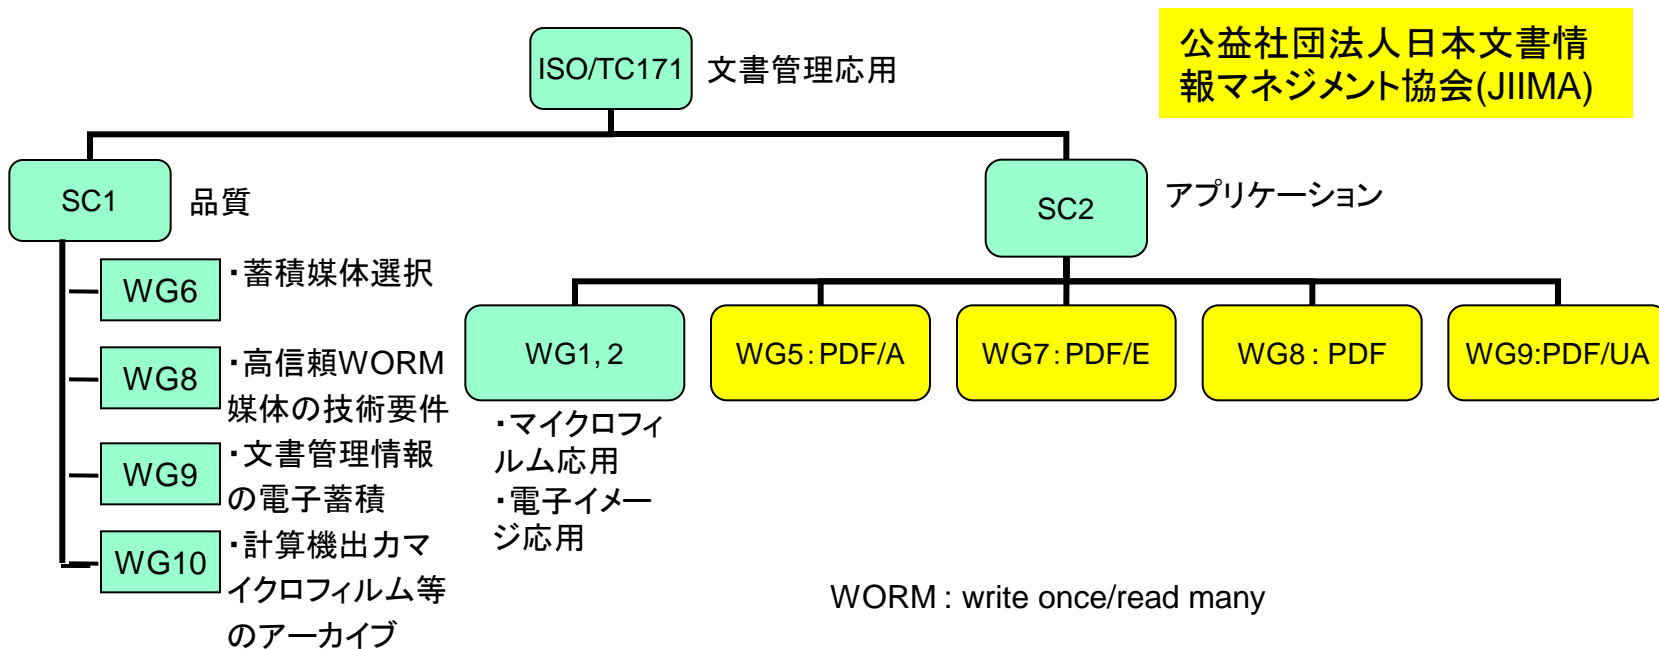 公益社団法人日本文書情
報マネジメント協会(JIIMA)
ISO/TC171
文書管理応用
SC1
品質
SC2
アプリケーション
WG6
・蓄積媒体選択
WG8
・高信頼WORM
媒体の技術要件
WG9
・文書管理情報
の電子蓄積
WG10
・計算機出力マ
イクロフィルム等
のアーカイブ
WG1, 2
・マイクロフィ
ルム応用
・電子イメー
ジ応用
WG5：PDF/A
WG7：PDF/E
WG8：PDF
WG9:PDF/UA
WORM : write once/read many